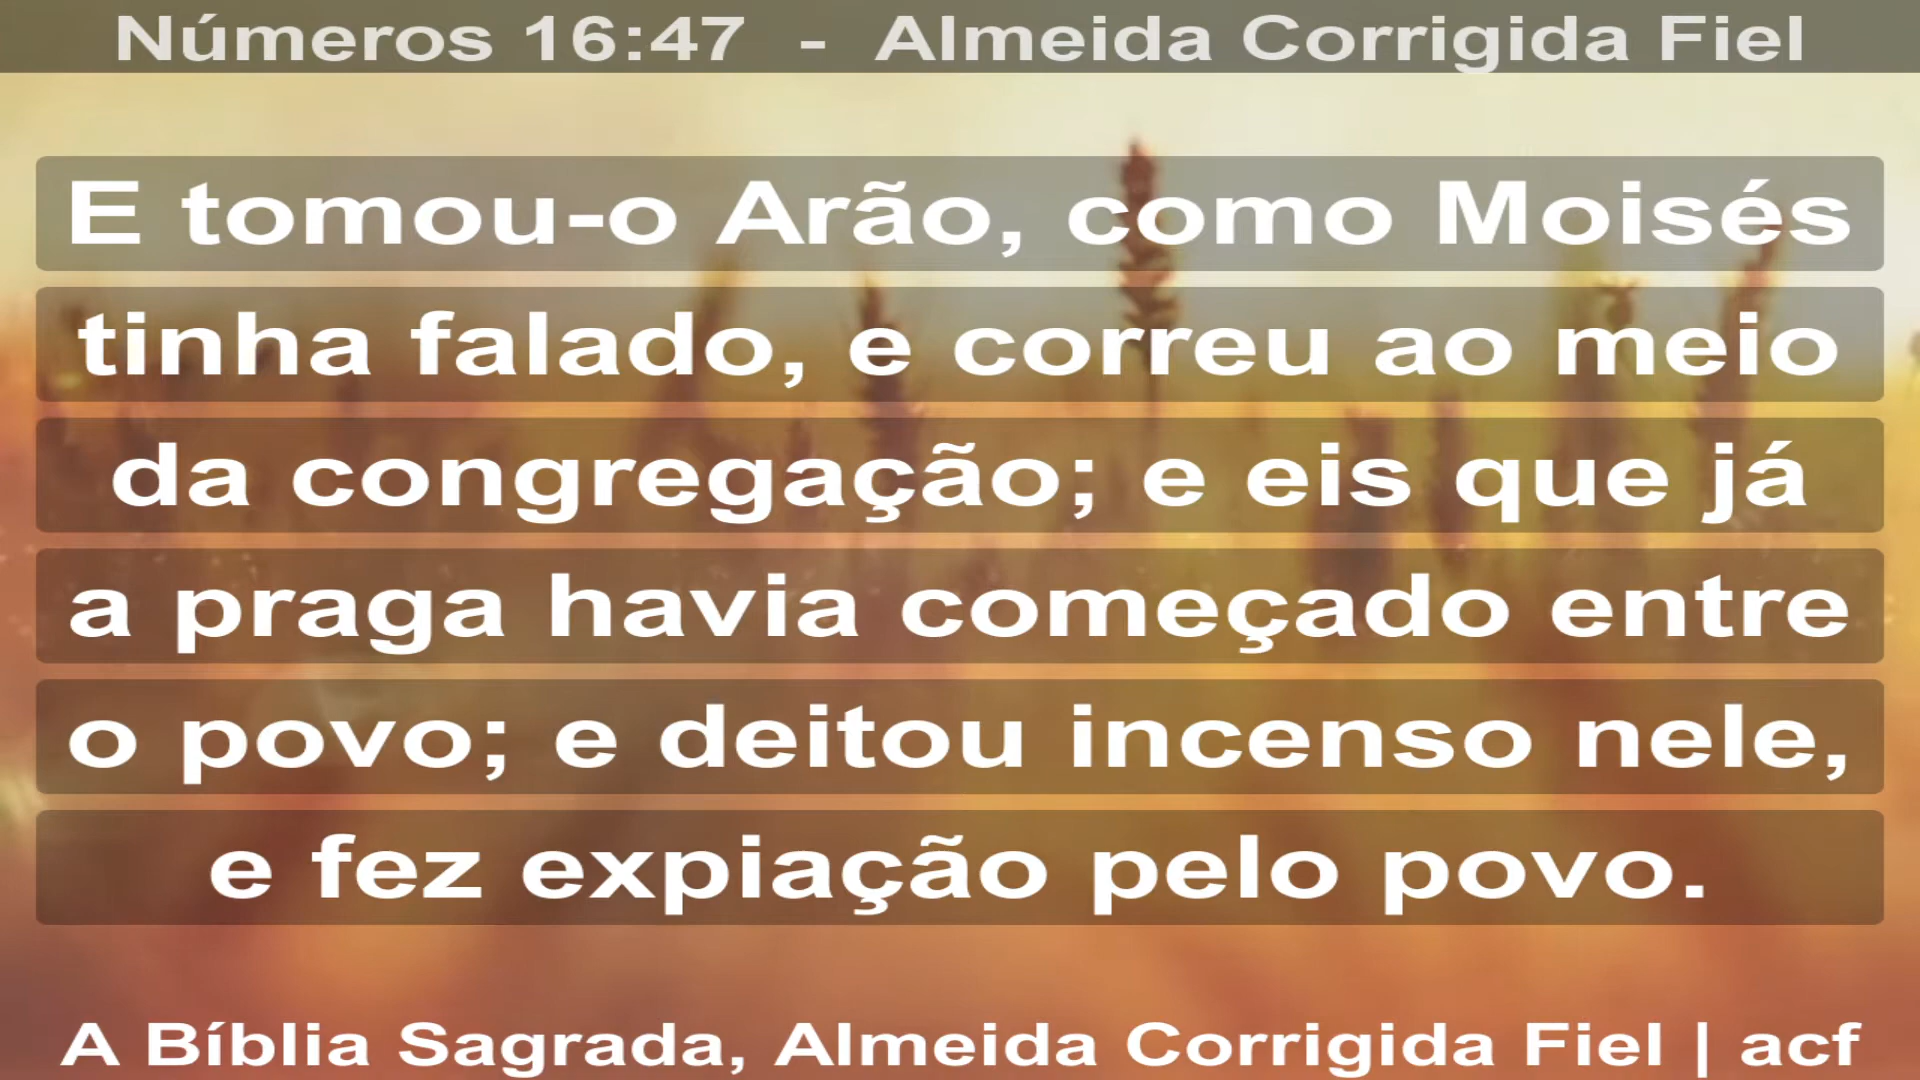 Números 16:47 - Almeida Corrigida Fiel
E tomou-o Arão, como Moisés
tinha falado, e correu ao meio
da congregação; e eis que já
a praga havia começado entre
o povo; e deitou incenso nele,
e fez expiação pelo povo.
A Bíblia Sagrada, Almeida Corrigida Fiel | acf